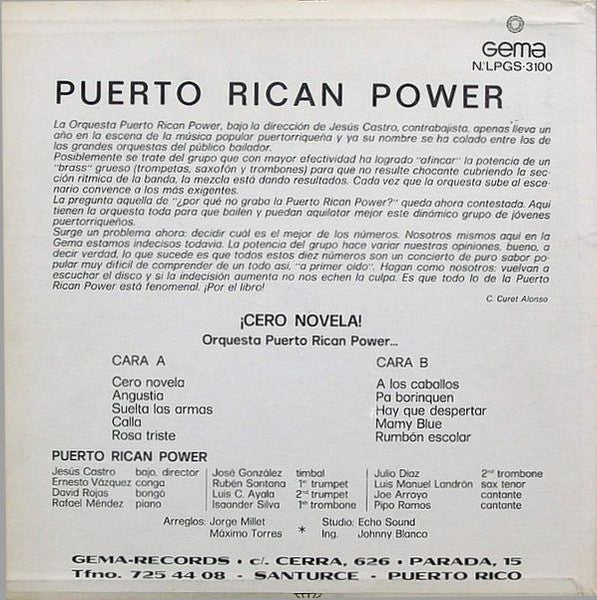 Gema
N.ºLPGS-3100
PUERTO RICAN POWER
La Orquesta Puerto Rican Power, bajo la dirección de Jesús Castro, contrabajista, apenas lleva un
año en la escena de la música popular puertorriqueña y ya su nombre se ha colado entre los de
las grandes orquestas del público bailador.
Posiblemente se trate del grupo que con mayor efectividad ha logrado "afincar" la potencia de un
"brass" grueso (trompetas, saxofón y trombones) para que no resulte chocante cubriendo la sec-
ción rítmica de la banda, la mezcla está dando resultados. Cada vez que la orquesta sube al esce-
nario convence a los más exigentes.
La pregunta aquella de "¿por qué no graba la Puerto Rican Power?" queda ahora contestada. Aquí
tienen la orquesta toda para que bailen y puedan aquilatar mejor este dinámico grupo de jóvenes
puertorriqueños.
Surge un problema ahora: decidir cuál es el mejor de los números. Nosotros mismos aquí en la
Gema estamos indecisos todavía. La potencia del grupo hace variar nuestras opiniones, bueno, a
decir verdad, lo que sucede es que todos estos diez números son un concierto de puro sabor po-
pular muy difícil de comprender de un todo así, "a primer oído". Hagan como nosotros: vuelvan a
escuchar el disco y si la indecisión aumenta no nos echen la culpa. Es que todo lo de la Puerto
Rican Power está fenomenal. ¡Por el libro!
C. Curet Alonso
¡CERO NOVELA!
Orquesta Puerto Rican Power...
CARA A
Cero novela
Angustia
Suelta las armas
Calla
Rosa triste
CARA B
A los caballos
Pa borinquen
Hay que despertar
Mamy Blue
Rumbón escolar
PUERTO RICAN POWER
Jesús Castro bajo, director
Ernesto Vázquez conga
David Rojas bongó
Rafael Méndez piano
José González timbal
Rubén Santana 1er trumpet
Luis C. Ayala 2nd trumpet
Isaander Silva 1er trombone
Julio Diaz 2nd trombone
Luis Manuel Landrón sax tenor
Joe Arroyo cantante
Pipo Ramos cantante
Arreglos: Jorge Millet
Máximo Torres
*
Studio: Echo Sound
Ing. Johnny Blanco
GEMA-RECORDS • c/. CERRA, 626 • PARADA, 15
Tfno. 725 44 08 - SANTURCE - PUERTO RICO